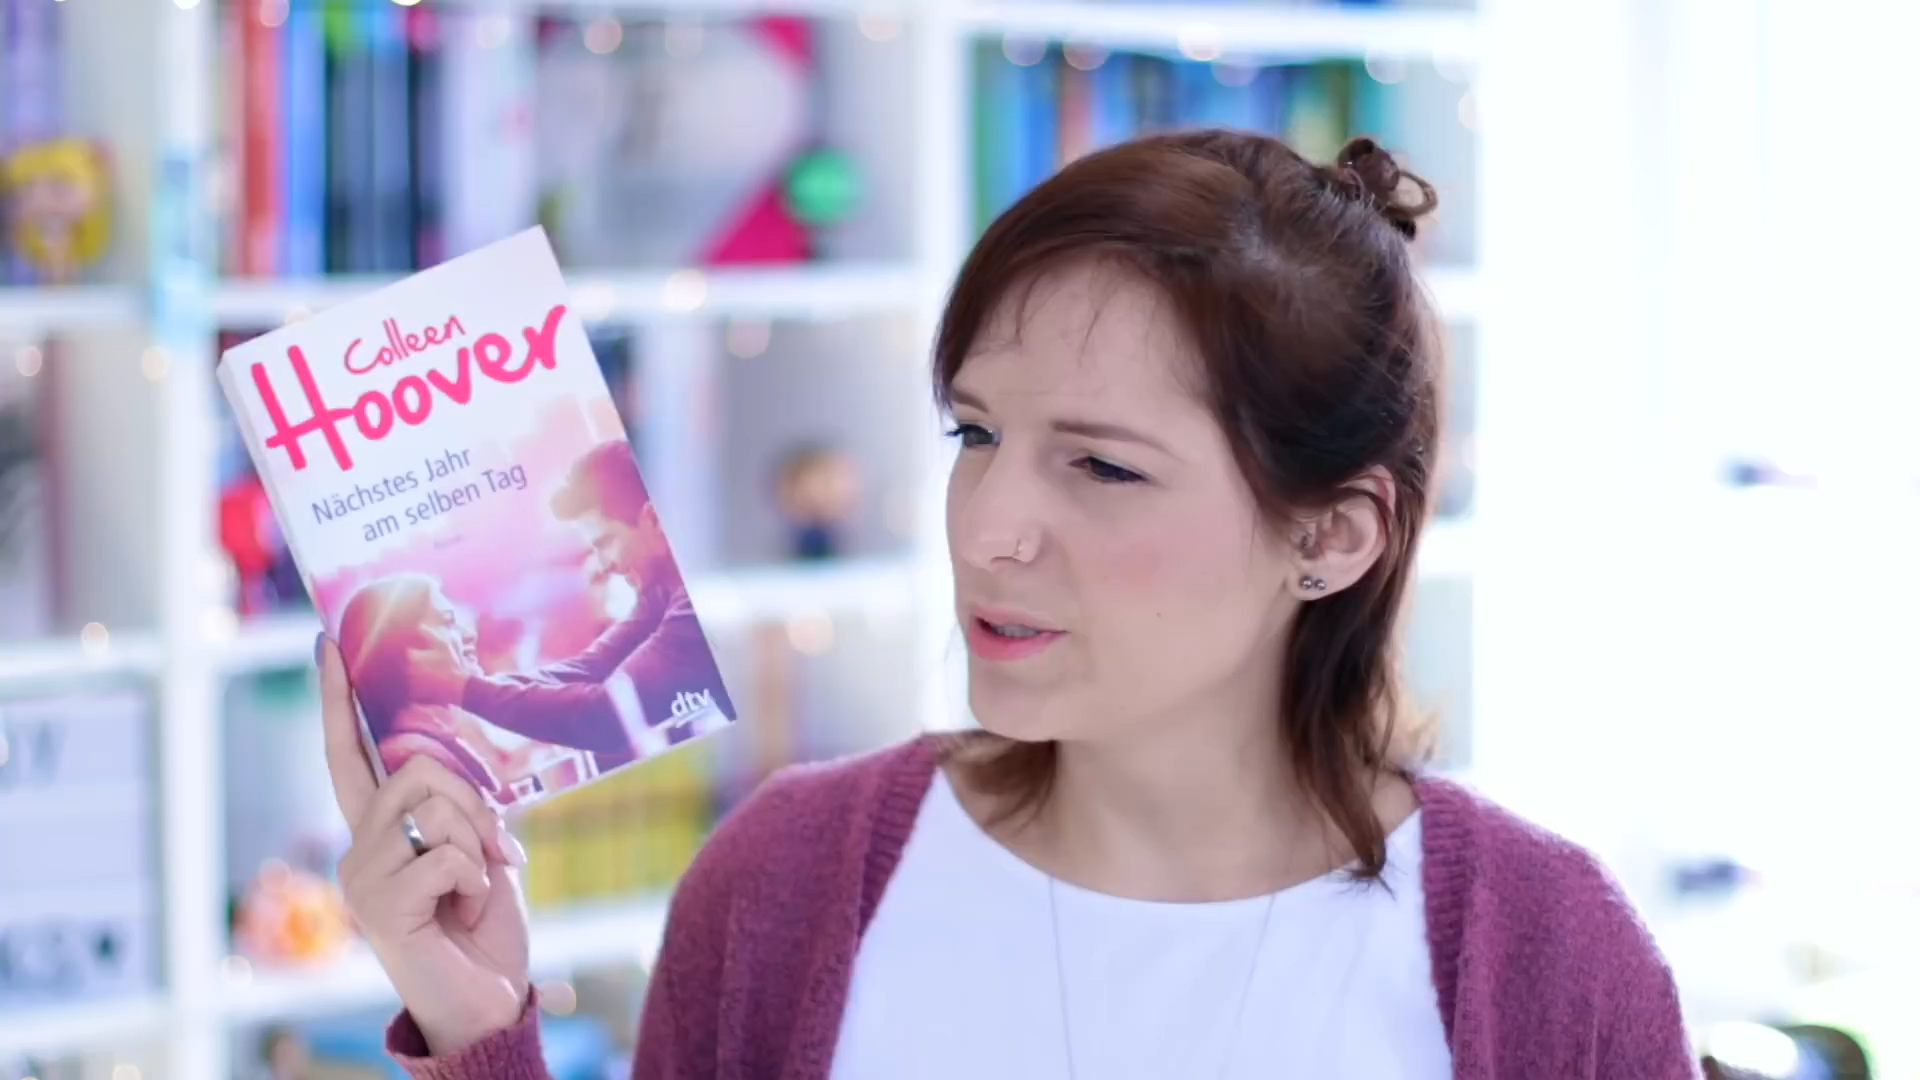 Colleen
Hoover
Nächstes Jahr
am selben Tag
dtv